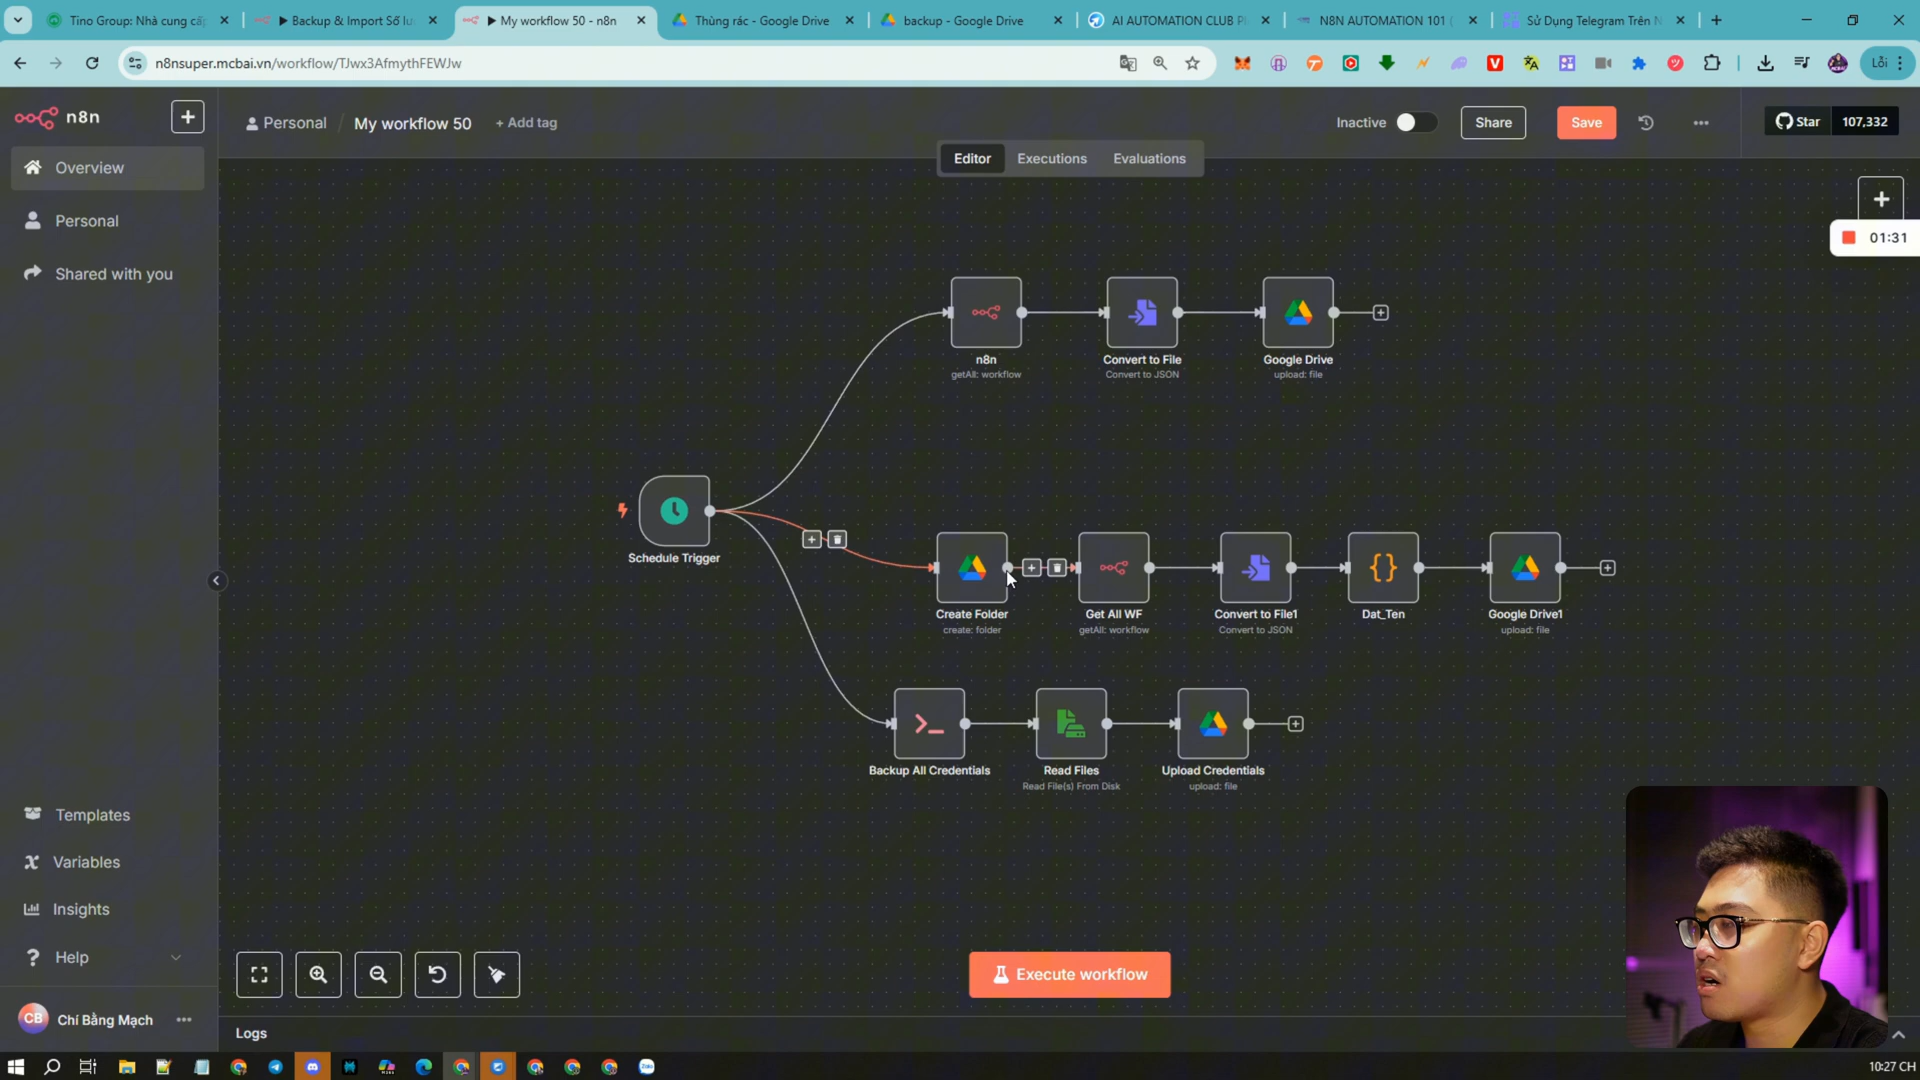 Tino Group: Nhà cung cấ
▶ Backup & Import Số lư
▶ My workflow 50 - n8n
Thùng rác - Google Drive
backup - Google Drive
AI AUTOMATION CLUB
N8N AUTOMATION 101 (
Sử Dụng Telegram Trên N
n8nsuper.mcbai.vn/workflow/TJwx3AfmythFEWJw
Lỗi
n8n
Personal / My workflow 50
+ Add tag
Inactive
Share
Save
Star
107,332
Editor
Executions
Evaluations
Overview
Personal
Shared with you
01:31
n8n
getAll: workflow
Convert to File
Convert to JSON
Google Drive
upload: file
Schedule Trigger
Create Folder
create: folder
Get All WF
getAll: workflow
Convert to File1
Convert to JSON
Dat_Ten
Google Drive1
upload: file
Backup All Credentials
Read Files
Read File(s) From Disk
Upload Credentials
upload: file
Templates
Variables
Insights
Help
CB
Chí Bằng Mạch
Execute workflow
Logs
Zalo
10:27 CH